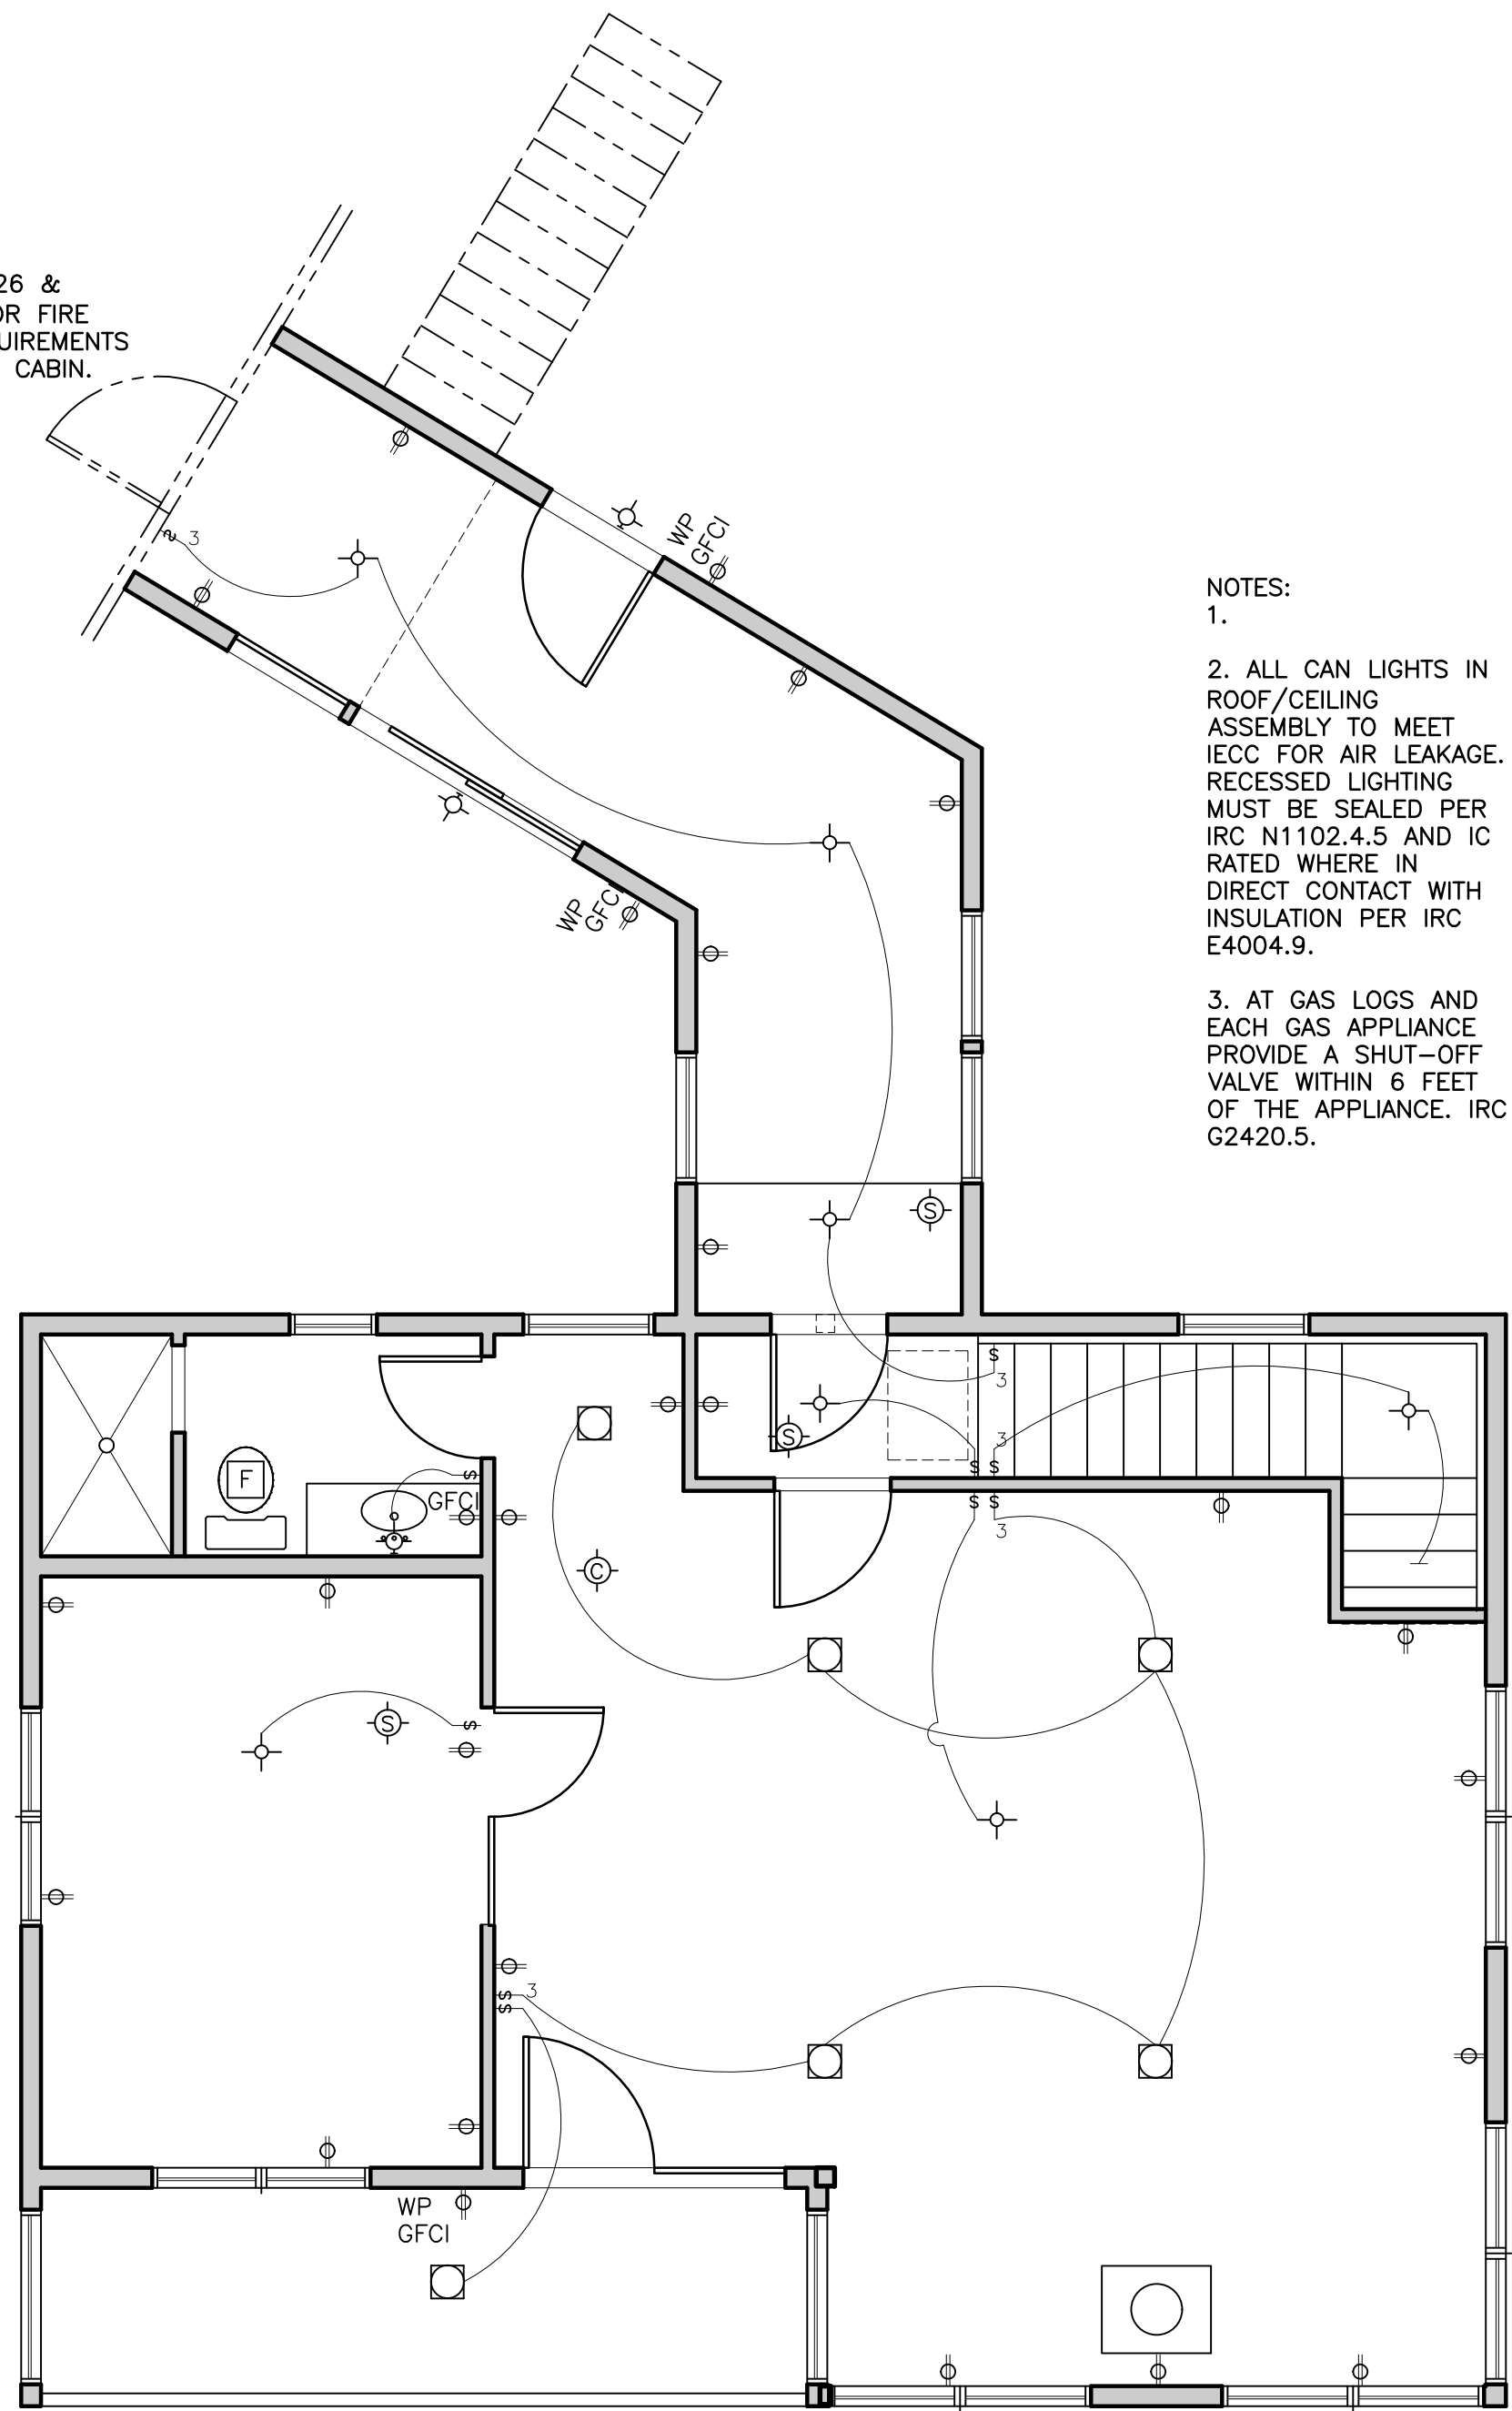 26 &
OR FIRE
UIREMENTS
CABIN.
3
WP
GFCI
WP
GFCI
NOTES:
1.
2. ALL CAN LIGHTS IN
ROOF/CEILING
ASSEMBLY TO MEET
IECC FOR AIR LEAKAGE.
RECESSED LIGHTING
MUST BE SEALED PER
IRC N1102.4.5 AND IC
RATED WHERE IN
DIRECT CONTACT WITH
INSULATION PER IRC
E4004.9.
3. AT GAS LOGS AND
EACH GAS APPLIANCE
PROVIDE A SHUT-OFF
VALVE WITHIN 6 FEET
OF THE APPLIANCE. IRC
G2420.5.
S
$
3
S
3
$ $
$ $
3
F
$
GFCI
C
S
$
$ 3
$
WP
GFCI